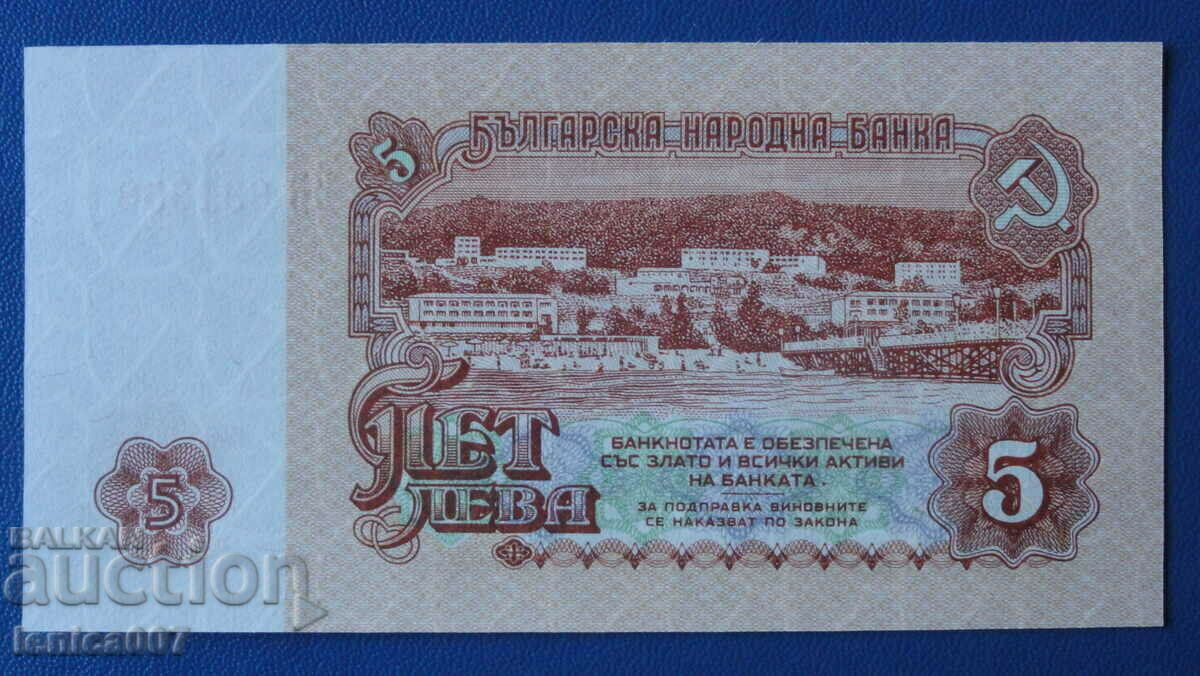 5
БЪЛГАРСКА НАРОДНА БАНКА
ПЕТ
ЛЕВА
БАНКНОТАТА Е ОБЕЗПЕЧЕНА
СЪС ЗЛАТО И ВСИЧКИ АКТИВИ
НА БАНКАТА.
ЗА ПОДПРАВКА ВИНОВНИТЕ
СЕ НАКАЗВАТ ПО ЗАКОНА
5
5
BALKAN
auction
lenica007